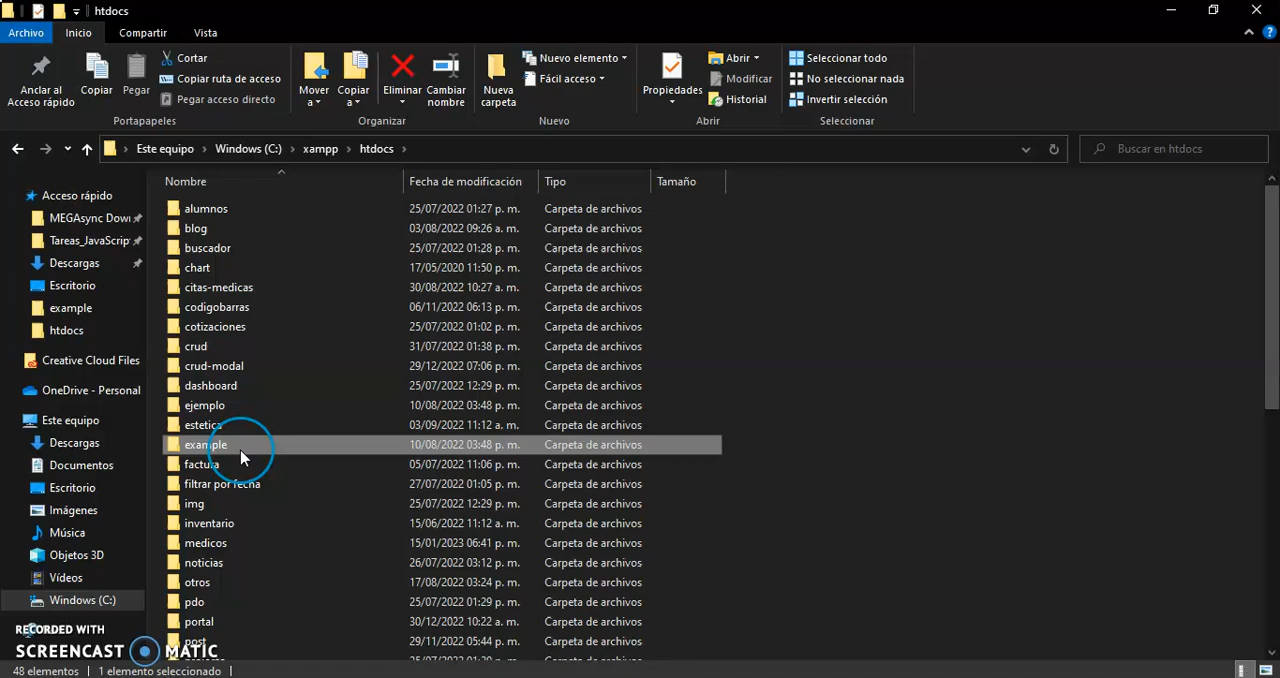 htdocs
Archivo Inicio Compartir Vista
Anclar al Acceso rápido
Copiar
Pegar
Cortar
Copiar ruta de acceso
Pegar acceso directo
Portapapeles
Mover a
Copiar a
Eliminar
Cambiar nombre
Organizar
Nueva carpeta
Nuevo elemento
Fácil acceso
Nuevo
Propiedades
Abrir
Modificar
Historial
Abrir
Seleccionar todo
No seleccionar nada
Invertir selección
Seleccionar
Este equipo > Windows (C:) > xampp > htdocs >
Buscar en htdocs
Acceso rápido
MEGAsync Dow
Tareas_JavaScrip
Descargas
Escritorio
example
htdocs
Creative Cloud Files
OneDrive - Personal
Este equipo
Descargas
Documentos
Escritorio
Imágenes
Música
Objetos 3D
Vídeos
Windows (C:)
Nombre Fecha de modificación Tipo Tamaño
alumnos 25/07/2022 01:27 p. m. Carpeta de archivos
blog 03/08/2022 09:26 a. m. Carpeta de archivos
buscador 25/07/2022 01:28 p. m. Carpeta de archivos
chart 17/05/2020 11:50 p. m. Carpeta de archivos
citas-medicas 30/08/2022 10:27 a. m. Carpeta de archivos
codigobarras 06/11/2022 06:13 p. m. Carpeta de archivos
cotizaciones 25/07/2022 01:02 p. m. Carpeta de archivos
crud 31/07/2022 01:38 p. m. Carpeta de archivos
crud-modal 29/12/2022 07:06 p. m. Carpeta de archivos
dashboard 25/07/2022 12:29 p. m. Carpeta de archivos
ejemplo 10/08/2022 03:48 p. m. Carpeta de archivos
estetica 03/09/2022 11:12 a. m. Carpeta de archivos
example 10/08/2022 03:48 p. m. Carpeta de archivos
factura 05/07/2022 11:06 p. m. Carpeta de archivos
filtrar por fecha 27/07/2022 01:05 p. m. Carpeta de archivos
img 25/07/2022 12:29 p. m. Carpeta de archivos
inventario 15/06/2022 11:12 a. m. Carpeta de archivos
medicos 15/01/2023 06:41 p. m. Carpeta de archivos
noticias 26/07/2022 03:12 p. m. Carpeta de archivos
otros 17/08/2022 03:24 p. m. Carpeta de archivos
pdo 25/07/2022 01:29 p. m. Carpeta de archivos
portal 30/12/2022 10:22 a. m. Carpeta de archivos
post 29/11/2022 05:44 p. m. Carpeta de archivos
RECORDED WITH
SCREENCAST MATIC
48 elementos 1 elemento seleccionado